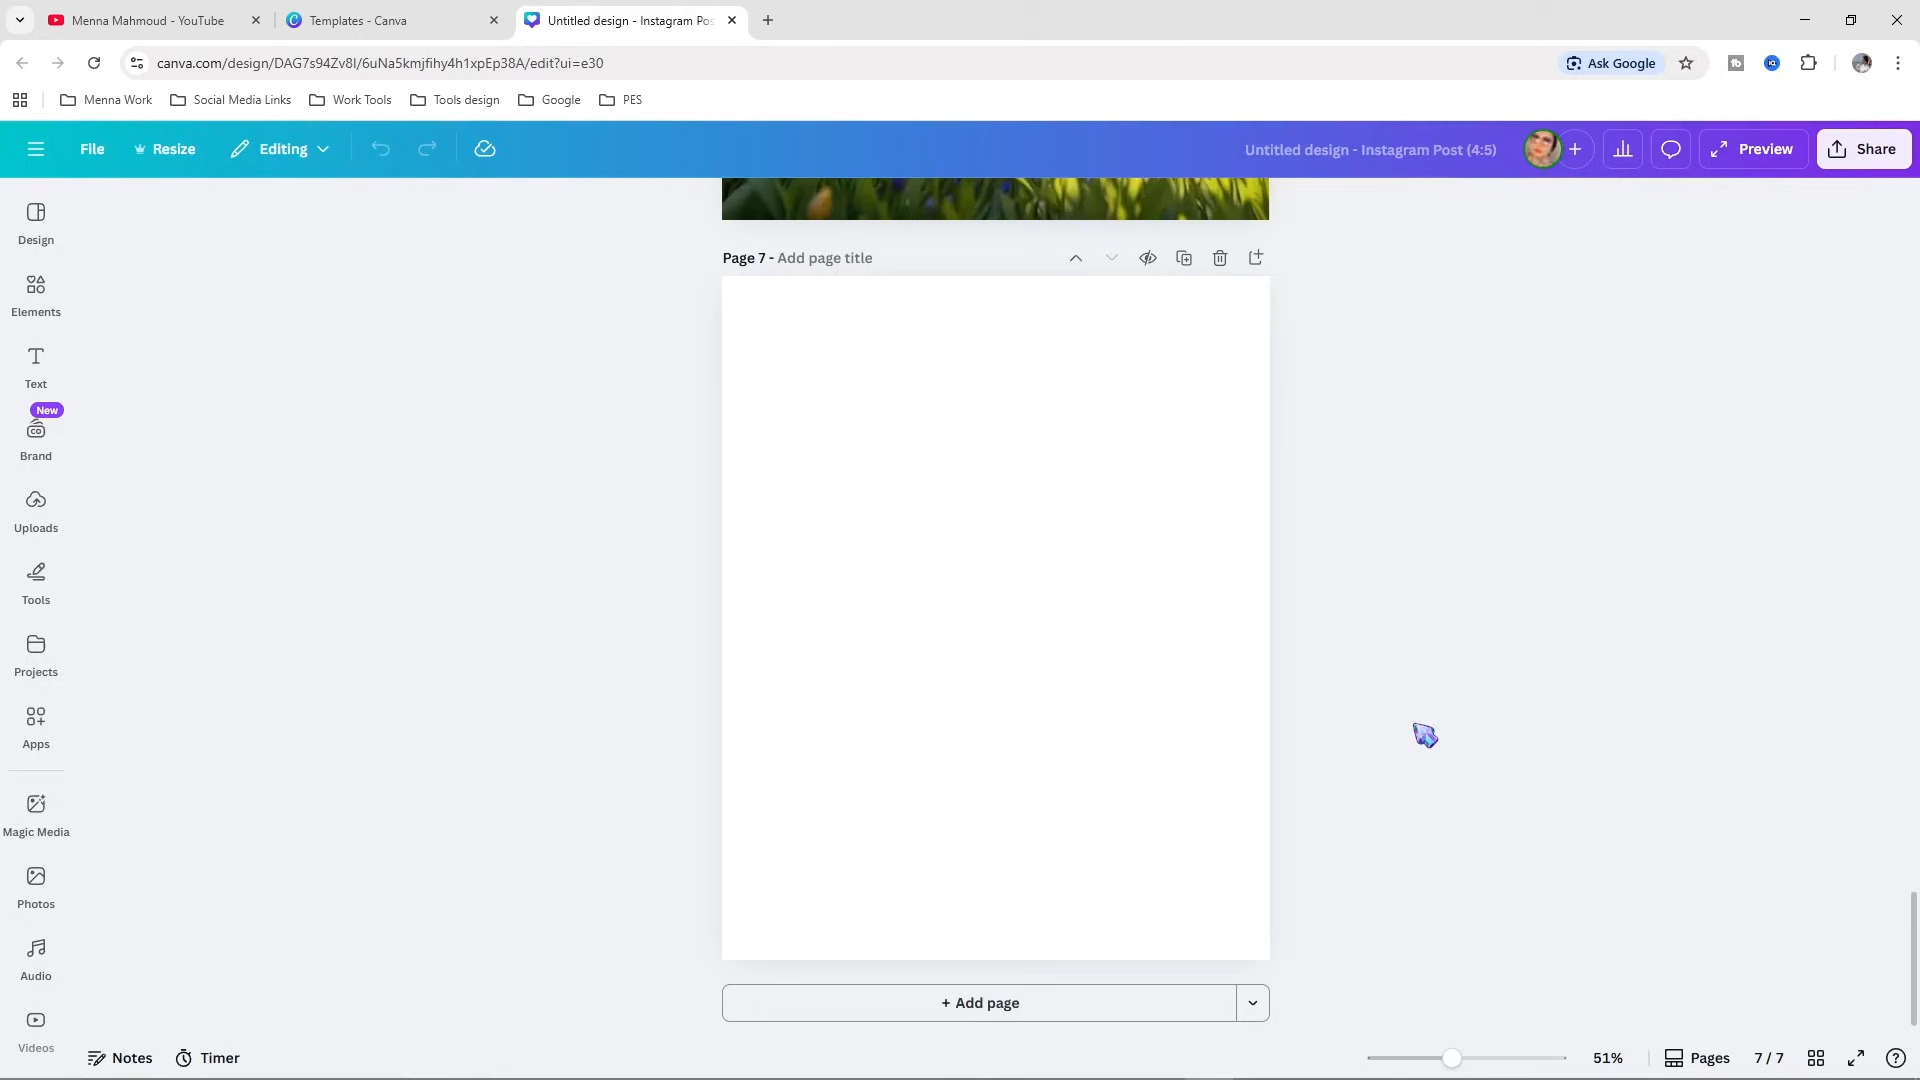 Menna Mahmoud - YouTube
Templates - Canva
Untitled design - Instagram Pos
canva.com/design/DAG7s94Zv8I/6uNa5kmjfihy4h1xpEp38A/edit?ui=e30
Ask Google
Menna Work
Social Media Links
Work Tools
Tools design
Google
PES
File
Resize
Editing
Untitled design - Instagram Post (4:5)
Preview
Share
Design
Elements
Text
New
Brand
Uploads
Tools
Projects
Apps
Magic Media
Photos
Audio
Videos
Page 7 - Add page title
+ Add page
Notes
Timer
51%
Pages
7 / 7